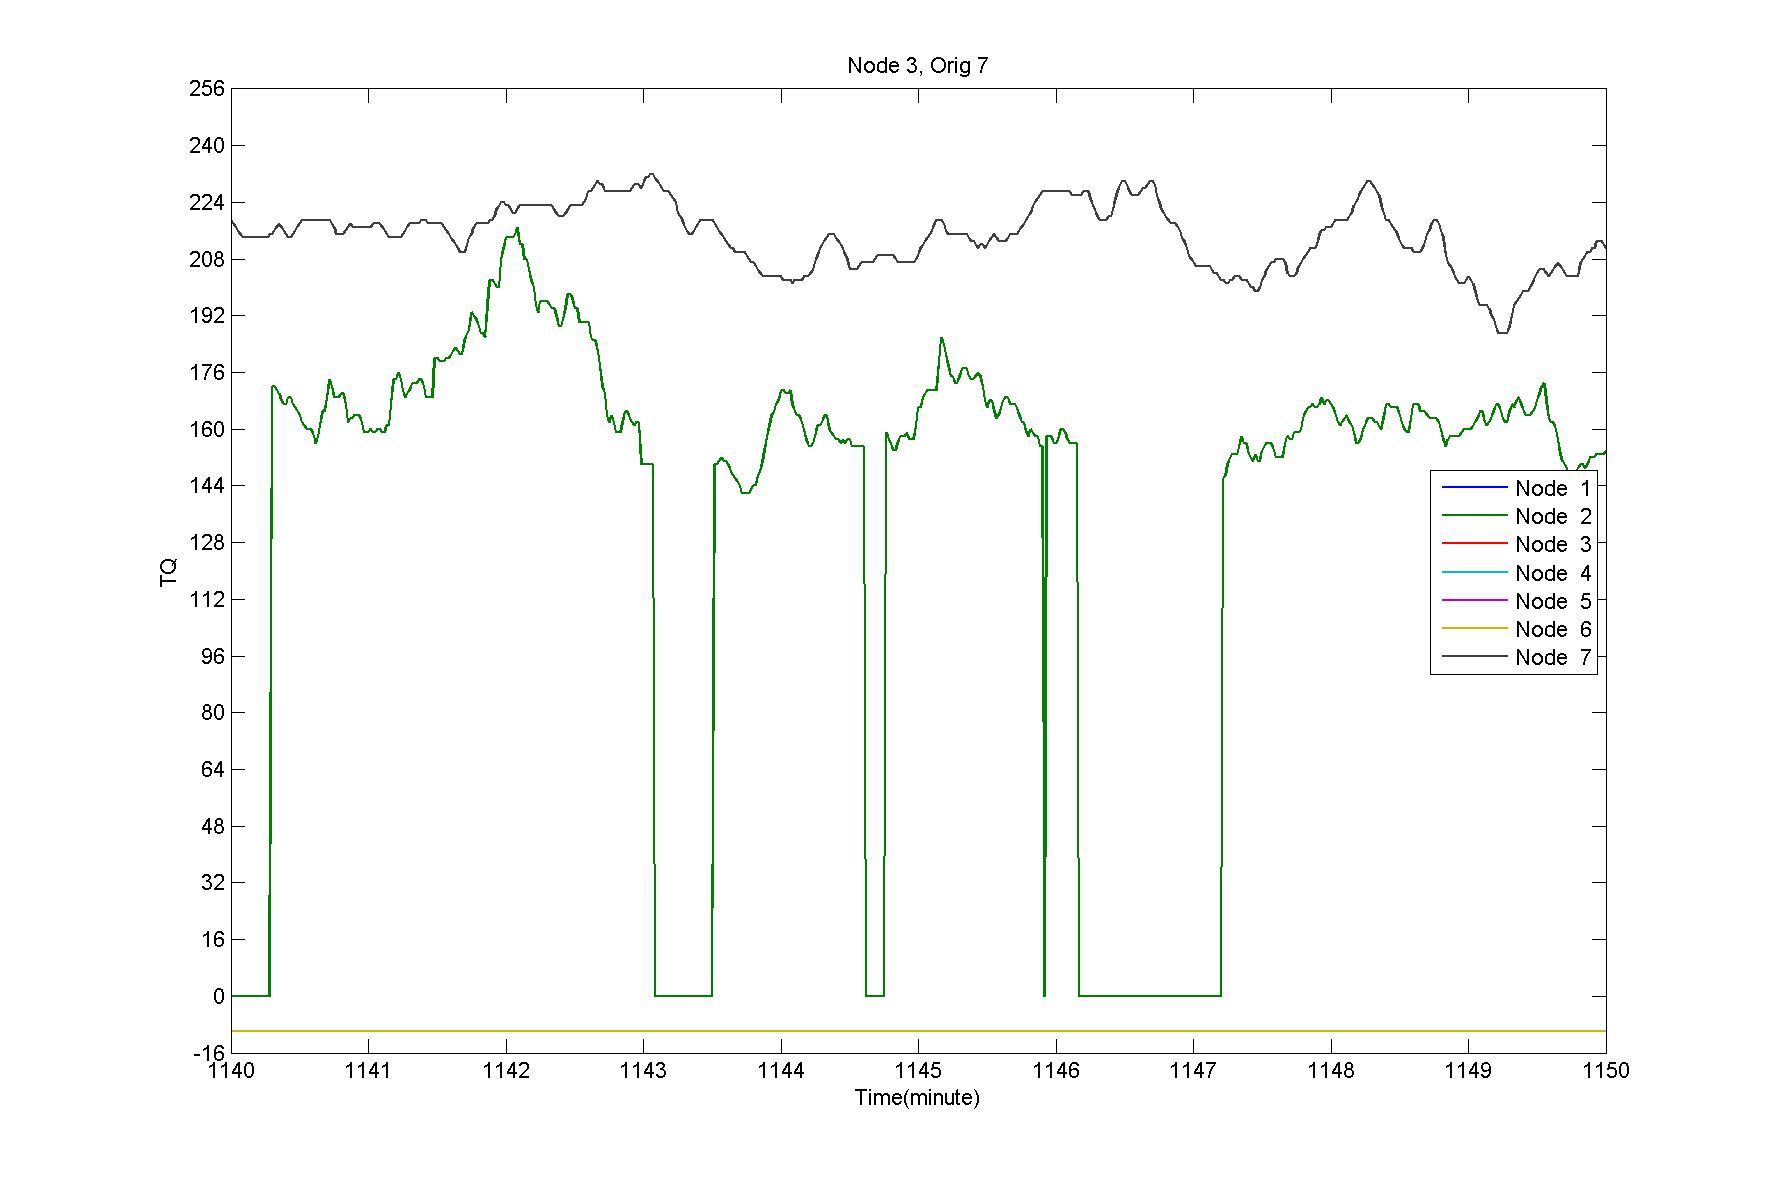 Node 3, Orig 7
256
240
224
208
192
176
160
144
128
112
96
80
64
48
32
16
0
-16
TQ
Node 1
Node 2
Node 3
Node 4
Node 5
Node 6
Node 7
1140 1141 1142 1143 1144 1145 1146 1147 1148 1149 1150
Time(minute)